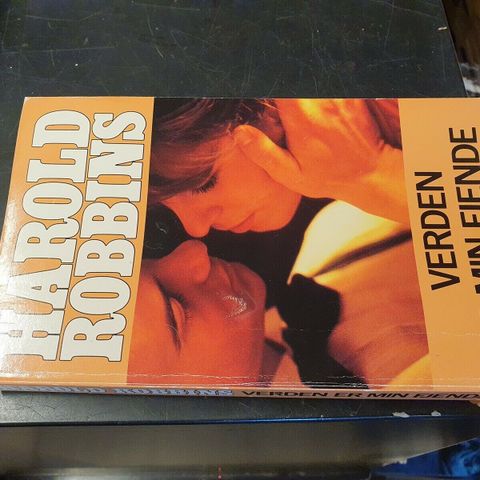 HAROLD
ROBBINS
VERDEN
MIN FIENDE
HAROLD ROBBINS VERDEN ER MIN FIENDE